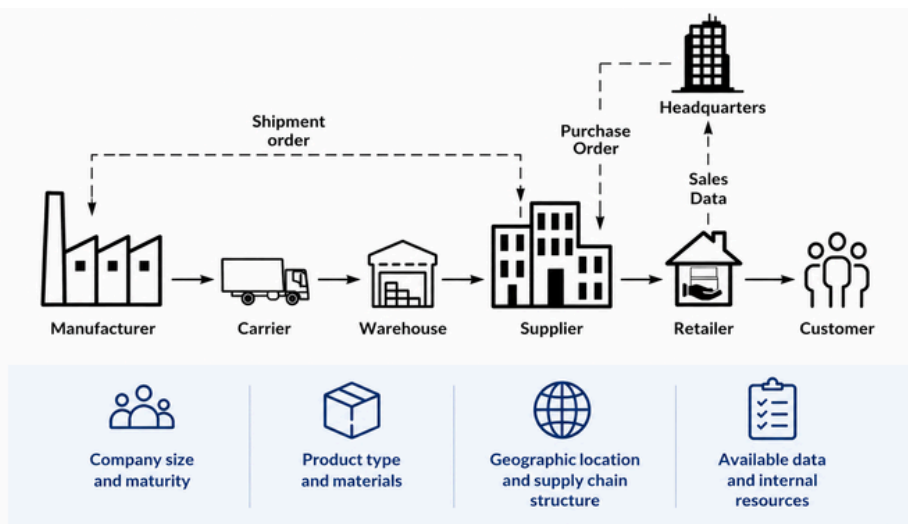 Headquarters
Shipment
order
Purchase
Order
Sales
Data
Manufacturer
Carrier
Warehouse
Supplier
Retailer
Customer
Company size
and maturity
Product type
and materials
Geographic location
and supply chain
structure
Available data
and internal
resources